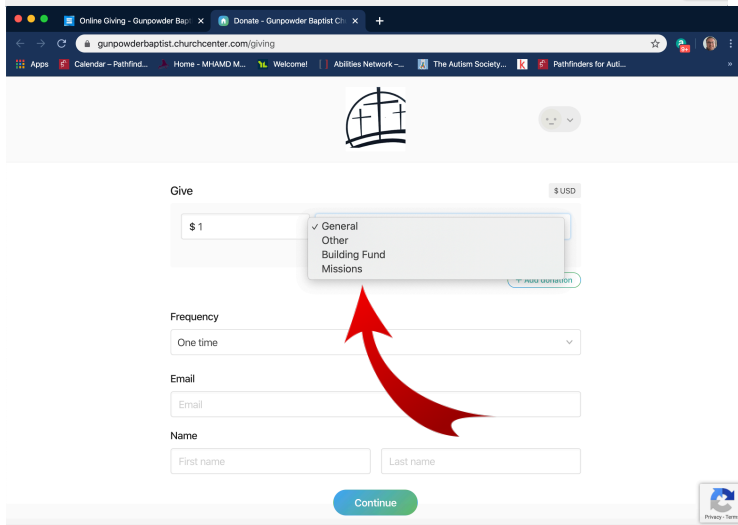 Online Giving - Gunpowder Bapt
Donate - Gunpowder Baptist Ch
gunpowderbaptist.churchcenter.com/giving
Apps
Calendar – Pathfind...
Home - MHAMD M...
Welcome!
Abilities Network –...
The Autism Society...
k
Pathfinders for Auti...
»
Give
$ USD
$ 1
✓ General
Other
Building Fund
Missions
+ Add donation
Frequency
One time
Email
Email
Name
First name
Last name
Continue
Privacy - Term